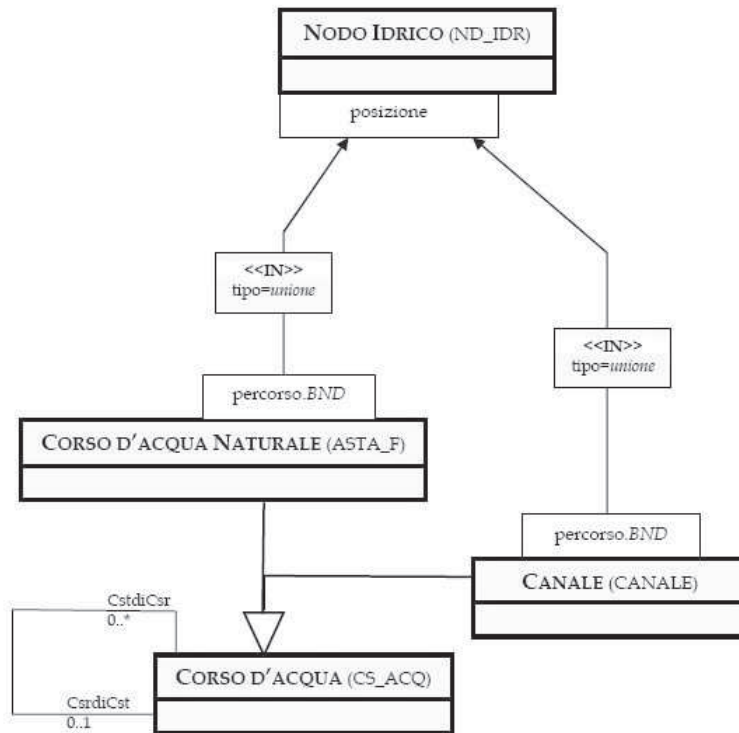 NODO IDRICO (ND_IDR)
posizione
<<IN>>
tipo=unione
<<IN>>
tipo=unione
percorso.BND
CORSO D'ACQUA NATURALE (ASTA_F)
percorso.BND
CANALE (CANALE)
CstdiCsr
0..*
CORSO D'ACQUA (CS_ACQ)
CsrdiCst
0..1